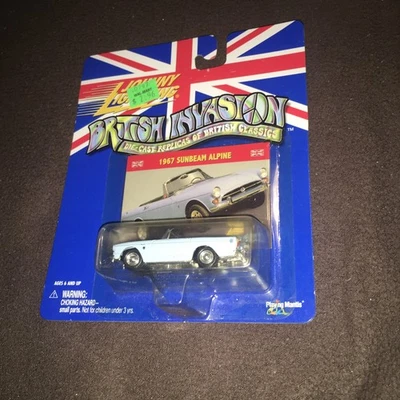 JOHNNY
LIGHTNING
BRITISH INVASION
DIE-CAST REPLICAS OF BRITISH CLASSICS
TM
1967 SUNBEAM ALPINE
AGES 4 AND UP
WARNING:
CHOKING HAZARD-
small parts. Not for children under 3 yrs.
Playing Mantis